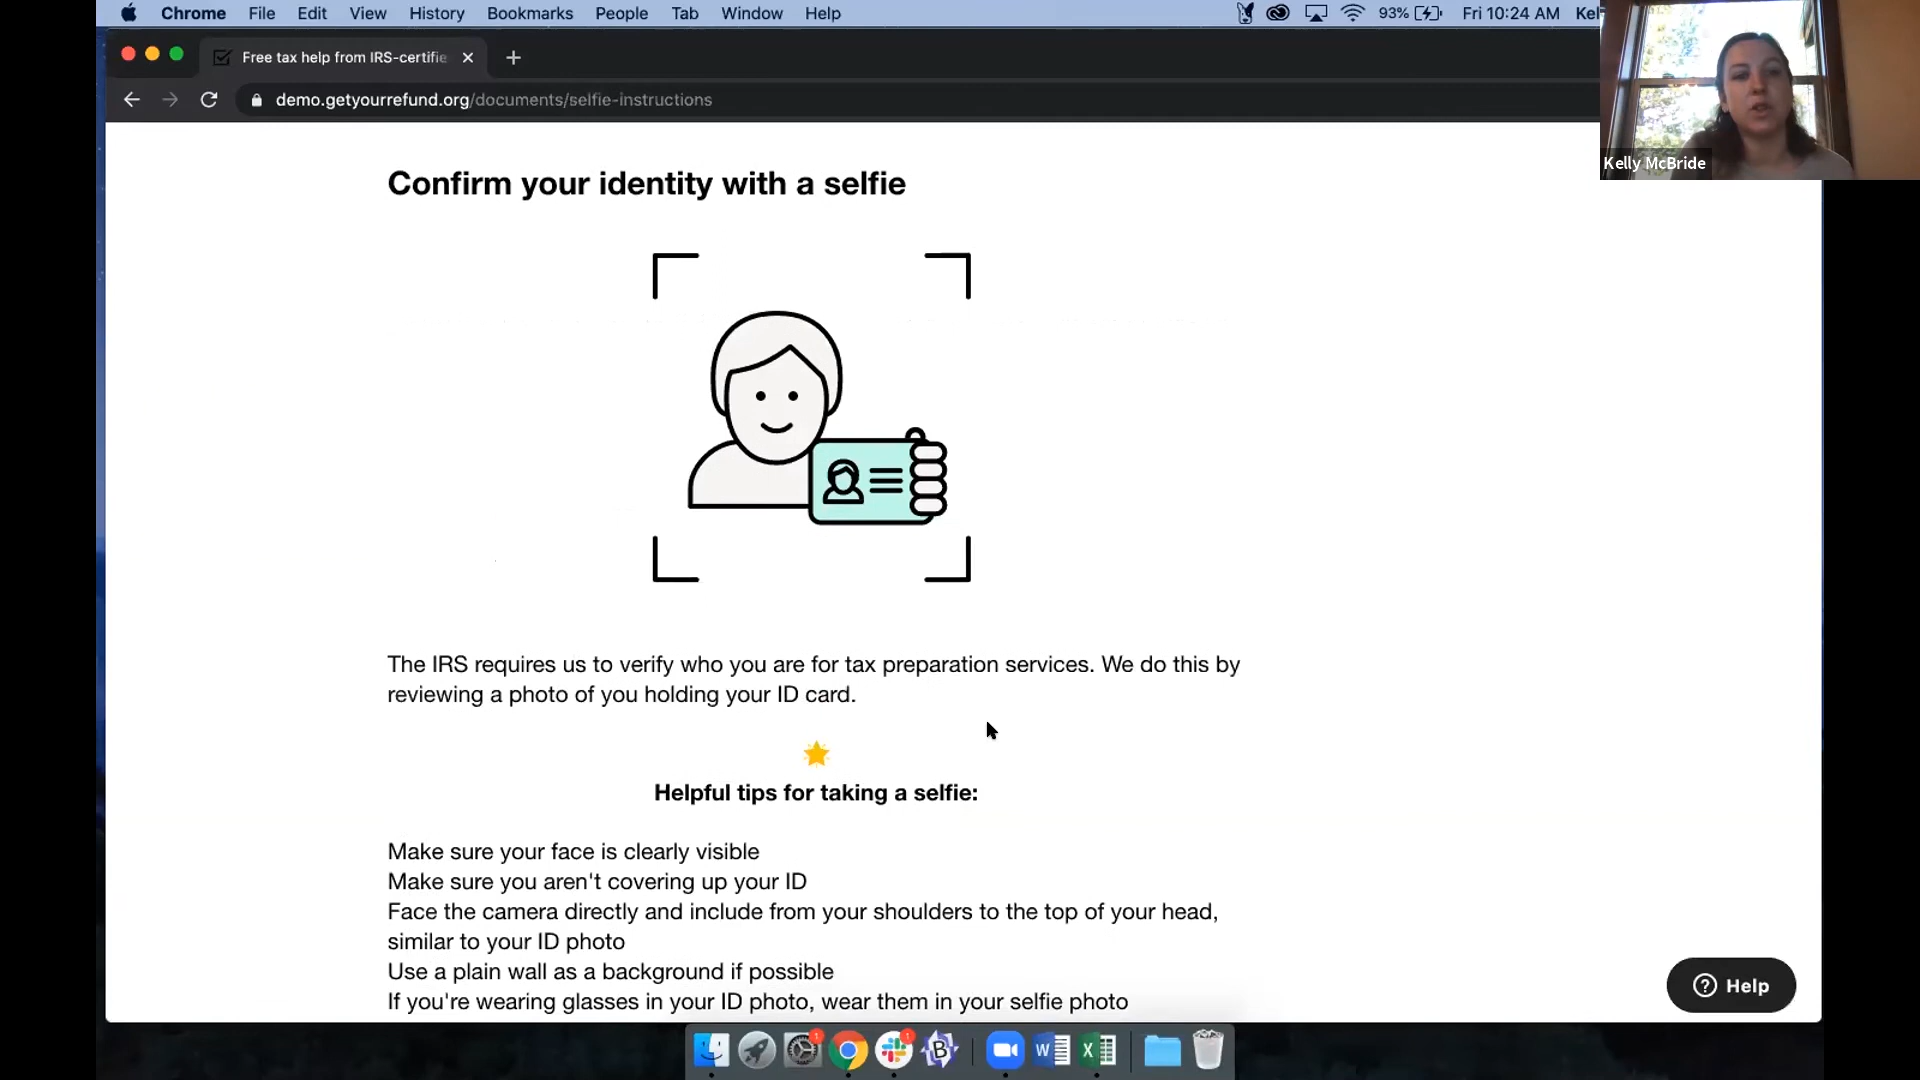 Chrome File Edit View History Bookmarks People Tab Window Help 93% Fri 10:24 AM Kel
Free tax help from IRS-certifie
demo.getyourrefund.org/documents/selfie-instructions
Kelly McBride
Confirm your identity with a selfie
The IRS requires us to verify who you are for tax preparation services. We do this by
reviewing a photo of you holding your ID card.
Helpful tips for taking a selfie:
Make sure your face is clearly visible
Make sure you aren't covering up your ID
Face the camera directly and include from your shoulders to the top of your head,
similar to your ID photo
Use a plain wall as a background if possible
If you're wearing glasses in your ID photo, wear them in your selfie photo
? Help
1
1
B
W
X